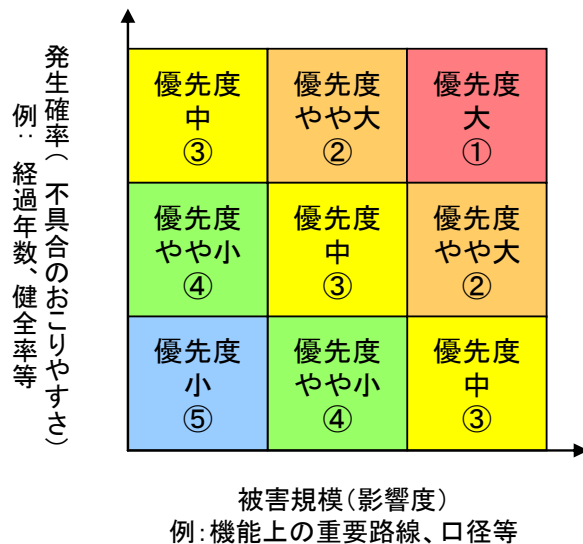 発生確率(不具合のおこりやすさ)
例:経過年数、健全率等
優先度
中
③
優先度
やや大
②
優先度
大
①
優先度
やや小
④
優先度
中
③
優先度
やや大
②
優先度
小
⑤
優先度
やや小
④
優先度
中
③
被害規模(影響度)
例:機能上の重要路線、口径等